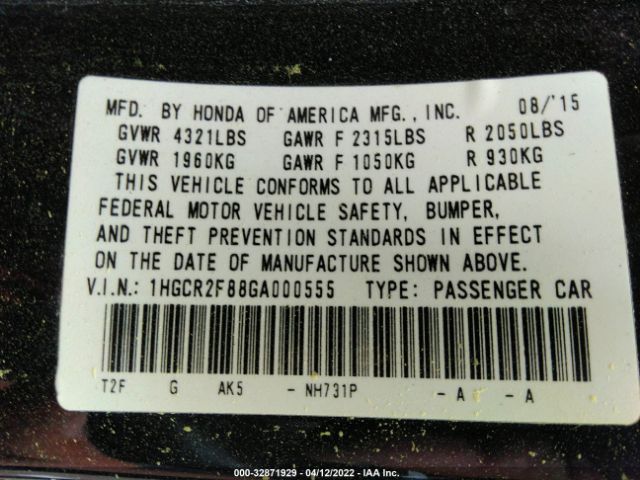 MFD. BY HONDA OF AMERICA MFG., INC. 08/'15
GVWR 4321LBS GAWR F 2315LBS R 2050LBS
GVWR 1960KG GAWR F 1050KG R 930KG
THIS VEHICLE CONFORMS TO ALL APPLICABLE
FEDERAL MOTOR VEHICLE SAFETY, BUMPER,
AND THEFT PREVENTION STANDARDS IN EFFECT
ON THE DATE OF MANUFACTURE SHOWN ABOVE.
V.I.N.: 1HGCR2F88GA000555 TYPE: PASSENGER CAR
T2F G AK5 - NH731P - A - A
000-32871929 - 04/12/2022 - IAA Inc.